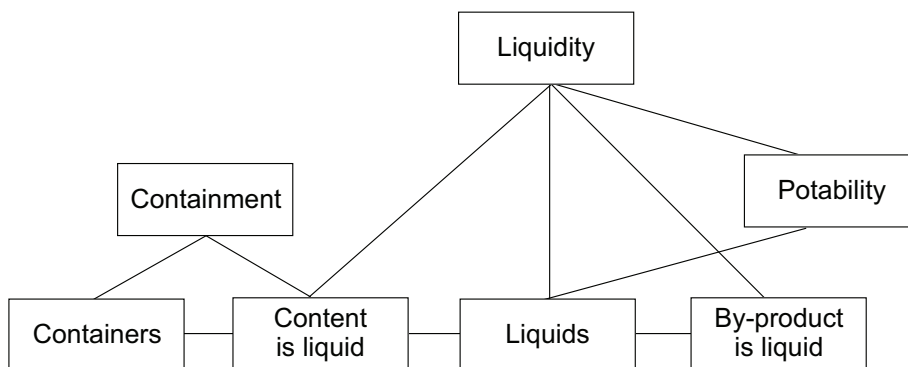 Liquidity
Containment
Potability
Containers
Content
is liquid
Liquids
By-product
is liquid